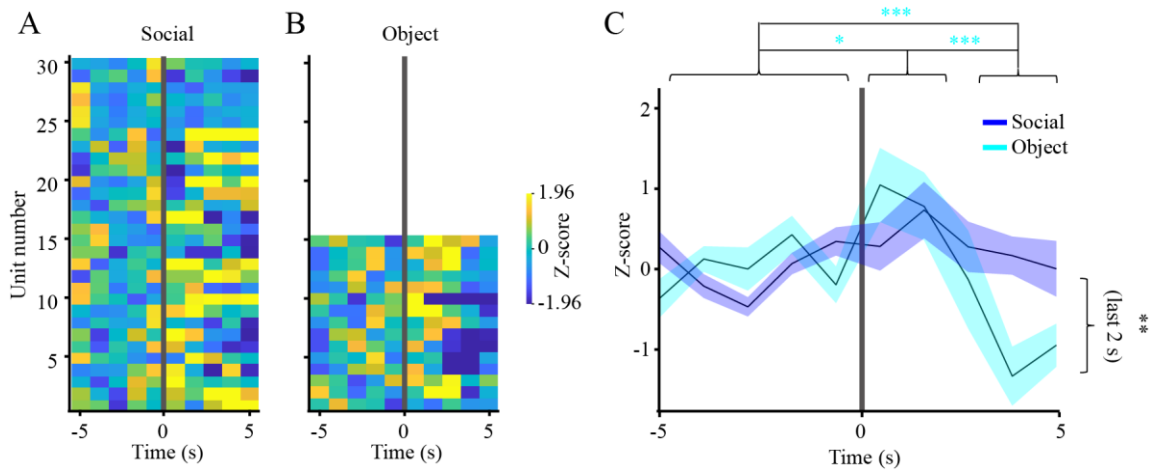 A
Social
30
25
20
15
10
5
Unit number
-5
0
5
Time (s)
B
Object
-5
0
5
Time (s)
1.96
0
-1.96
Z-score
C
***
*
***
2
1
0
-1
Z-score
Social
Object
**
(last 2 s)
-5
0
5
Time (s)